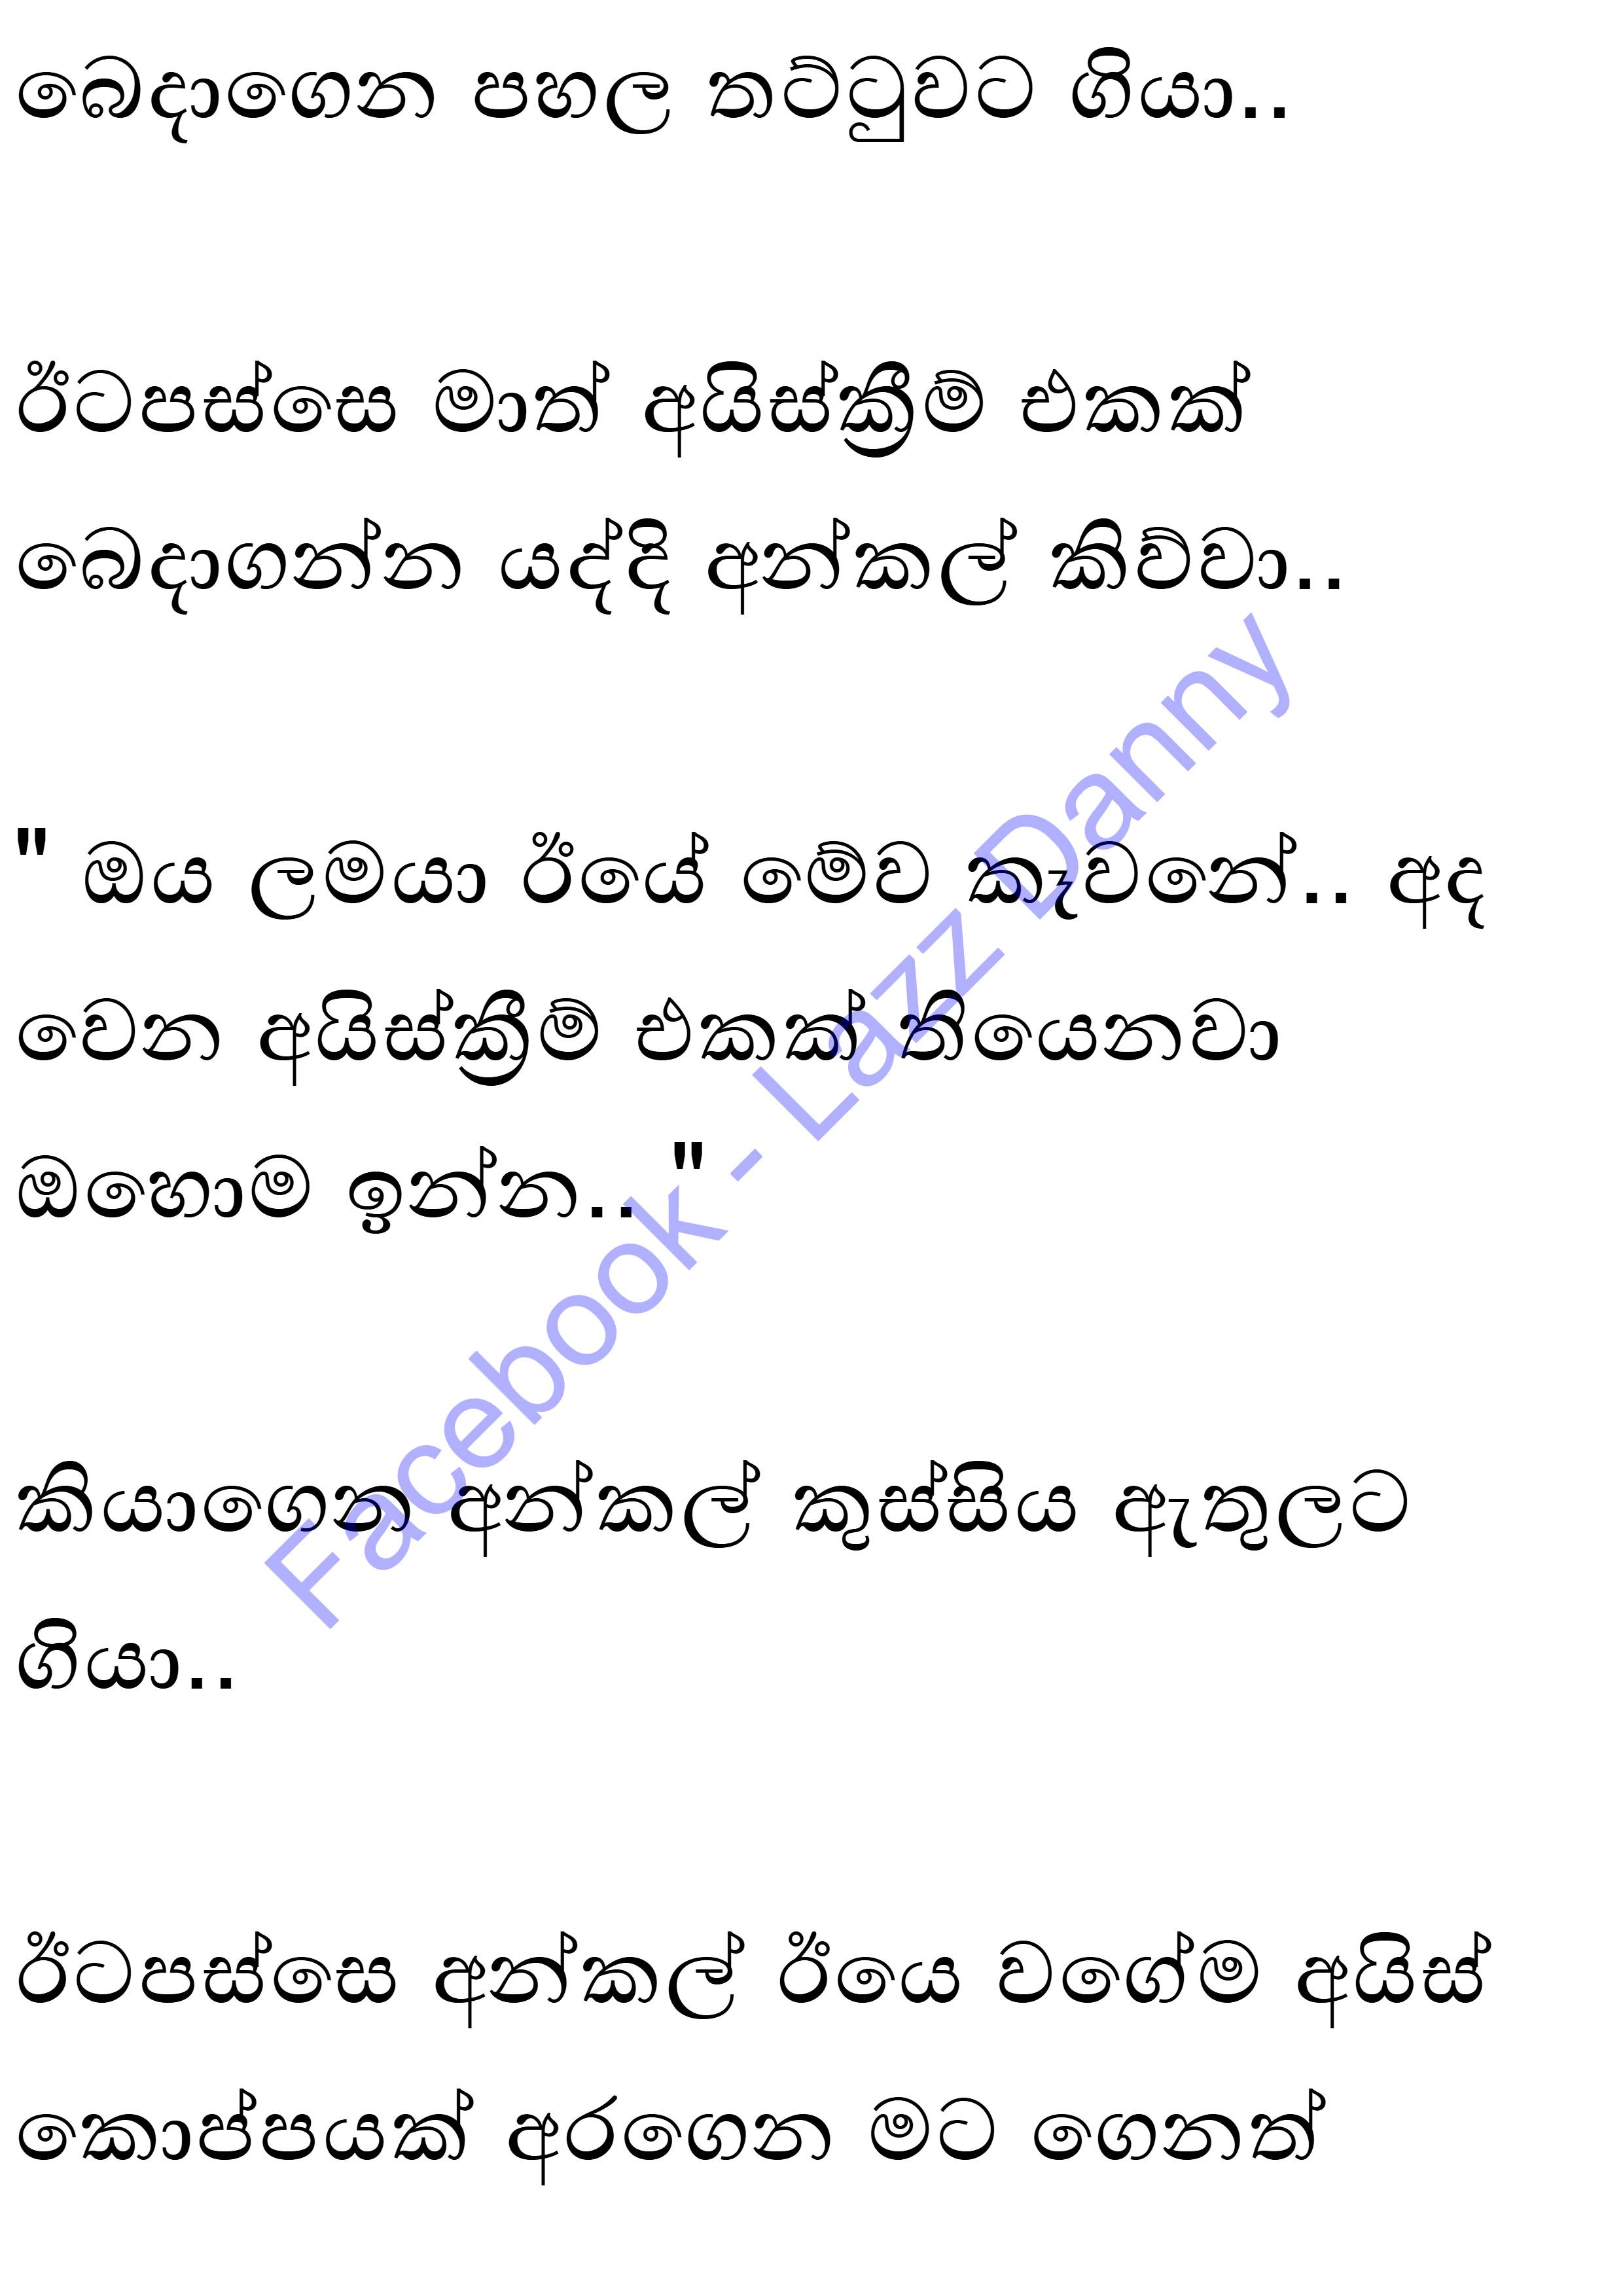 බෙදාගෙන පහල තට්ටුවට ගියා..
ඊටපස්සෙ මාත් අයිස්ක්‍රීම් එකක්
බෙදාගන්න යද්දි අන්කල් කිව්වා..
" ඔය ලමයා ඊයේ මේව කෑවනේ.. අද
වෙන අයිස්ක්‍රීම් එකක් තියෙනවා
ඔහොම ඉන්න.. "
කියාගෙන අන්කල් කුස්සිය ඇතුලට
ගියා..
ඊටපස්සෙ අන්කල් ඊයෙ වගේම අයිස්
කොප්පයක් අරගෙන මට ගෙනත්
Facebook - Lazz Danny